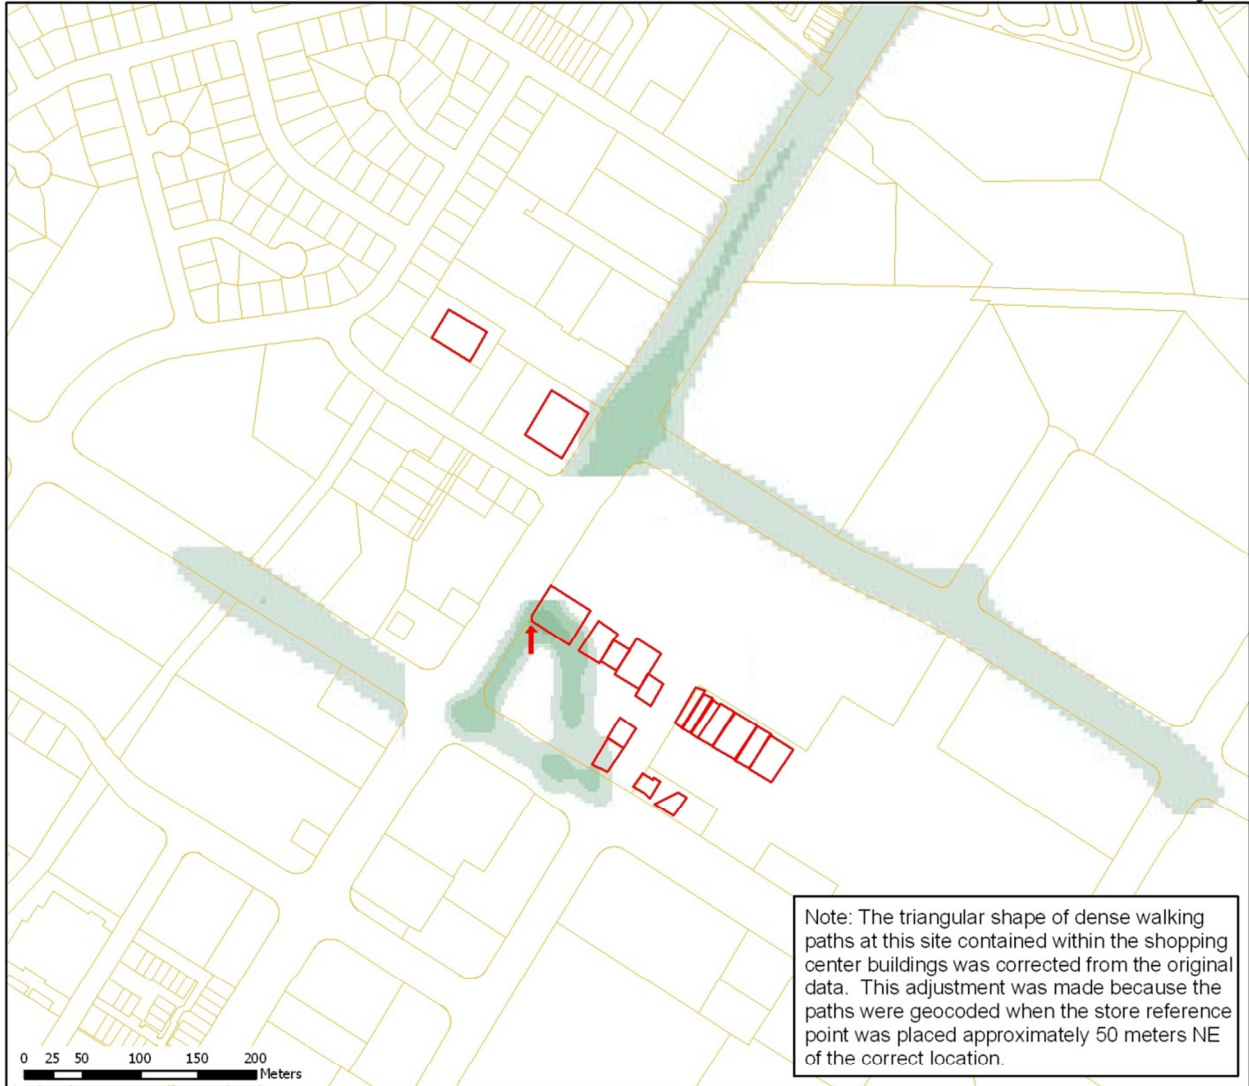 Note: The triangular shape of dense walking
paths at this site contained within the shopping
center buildings was corrected from the original
data. This adjustment was made because the
paths were geocoded when the store reference
point was placed approximately 50 meters NE
of the correct location.
0 25 50 100 150 200
Meters